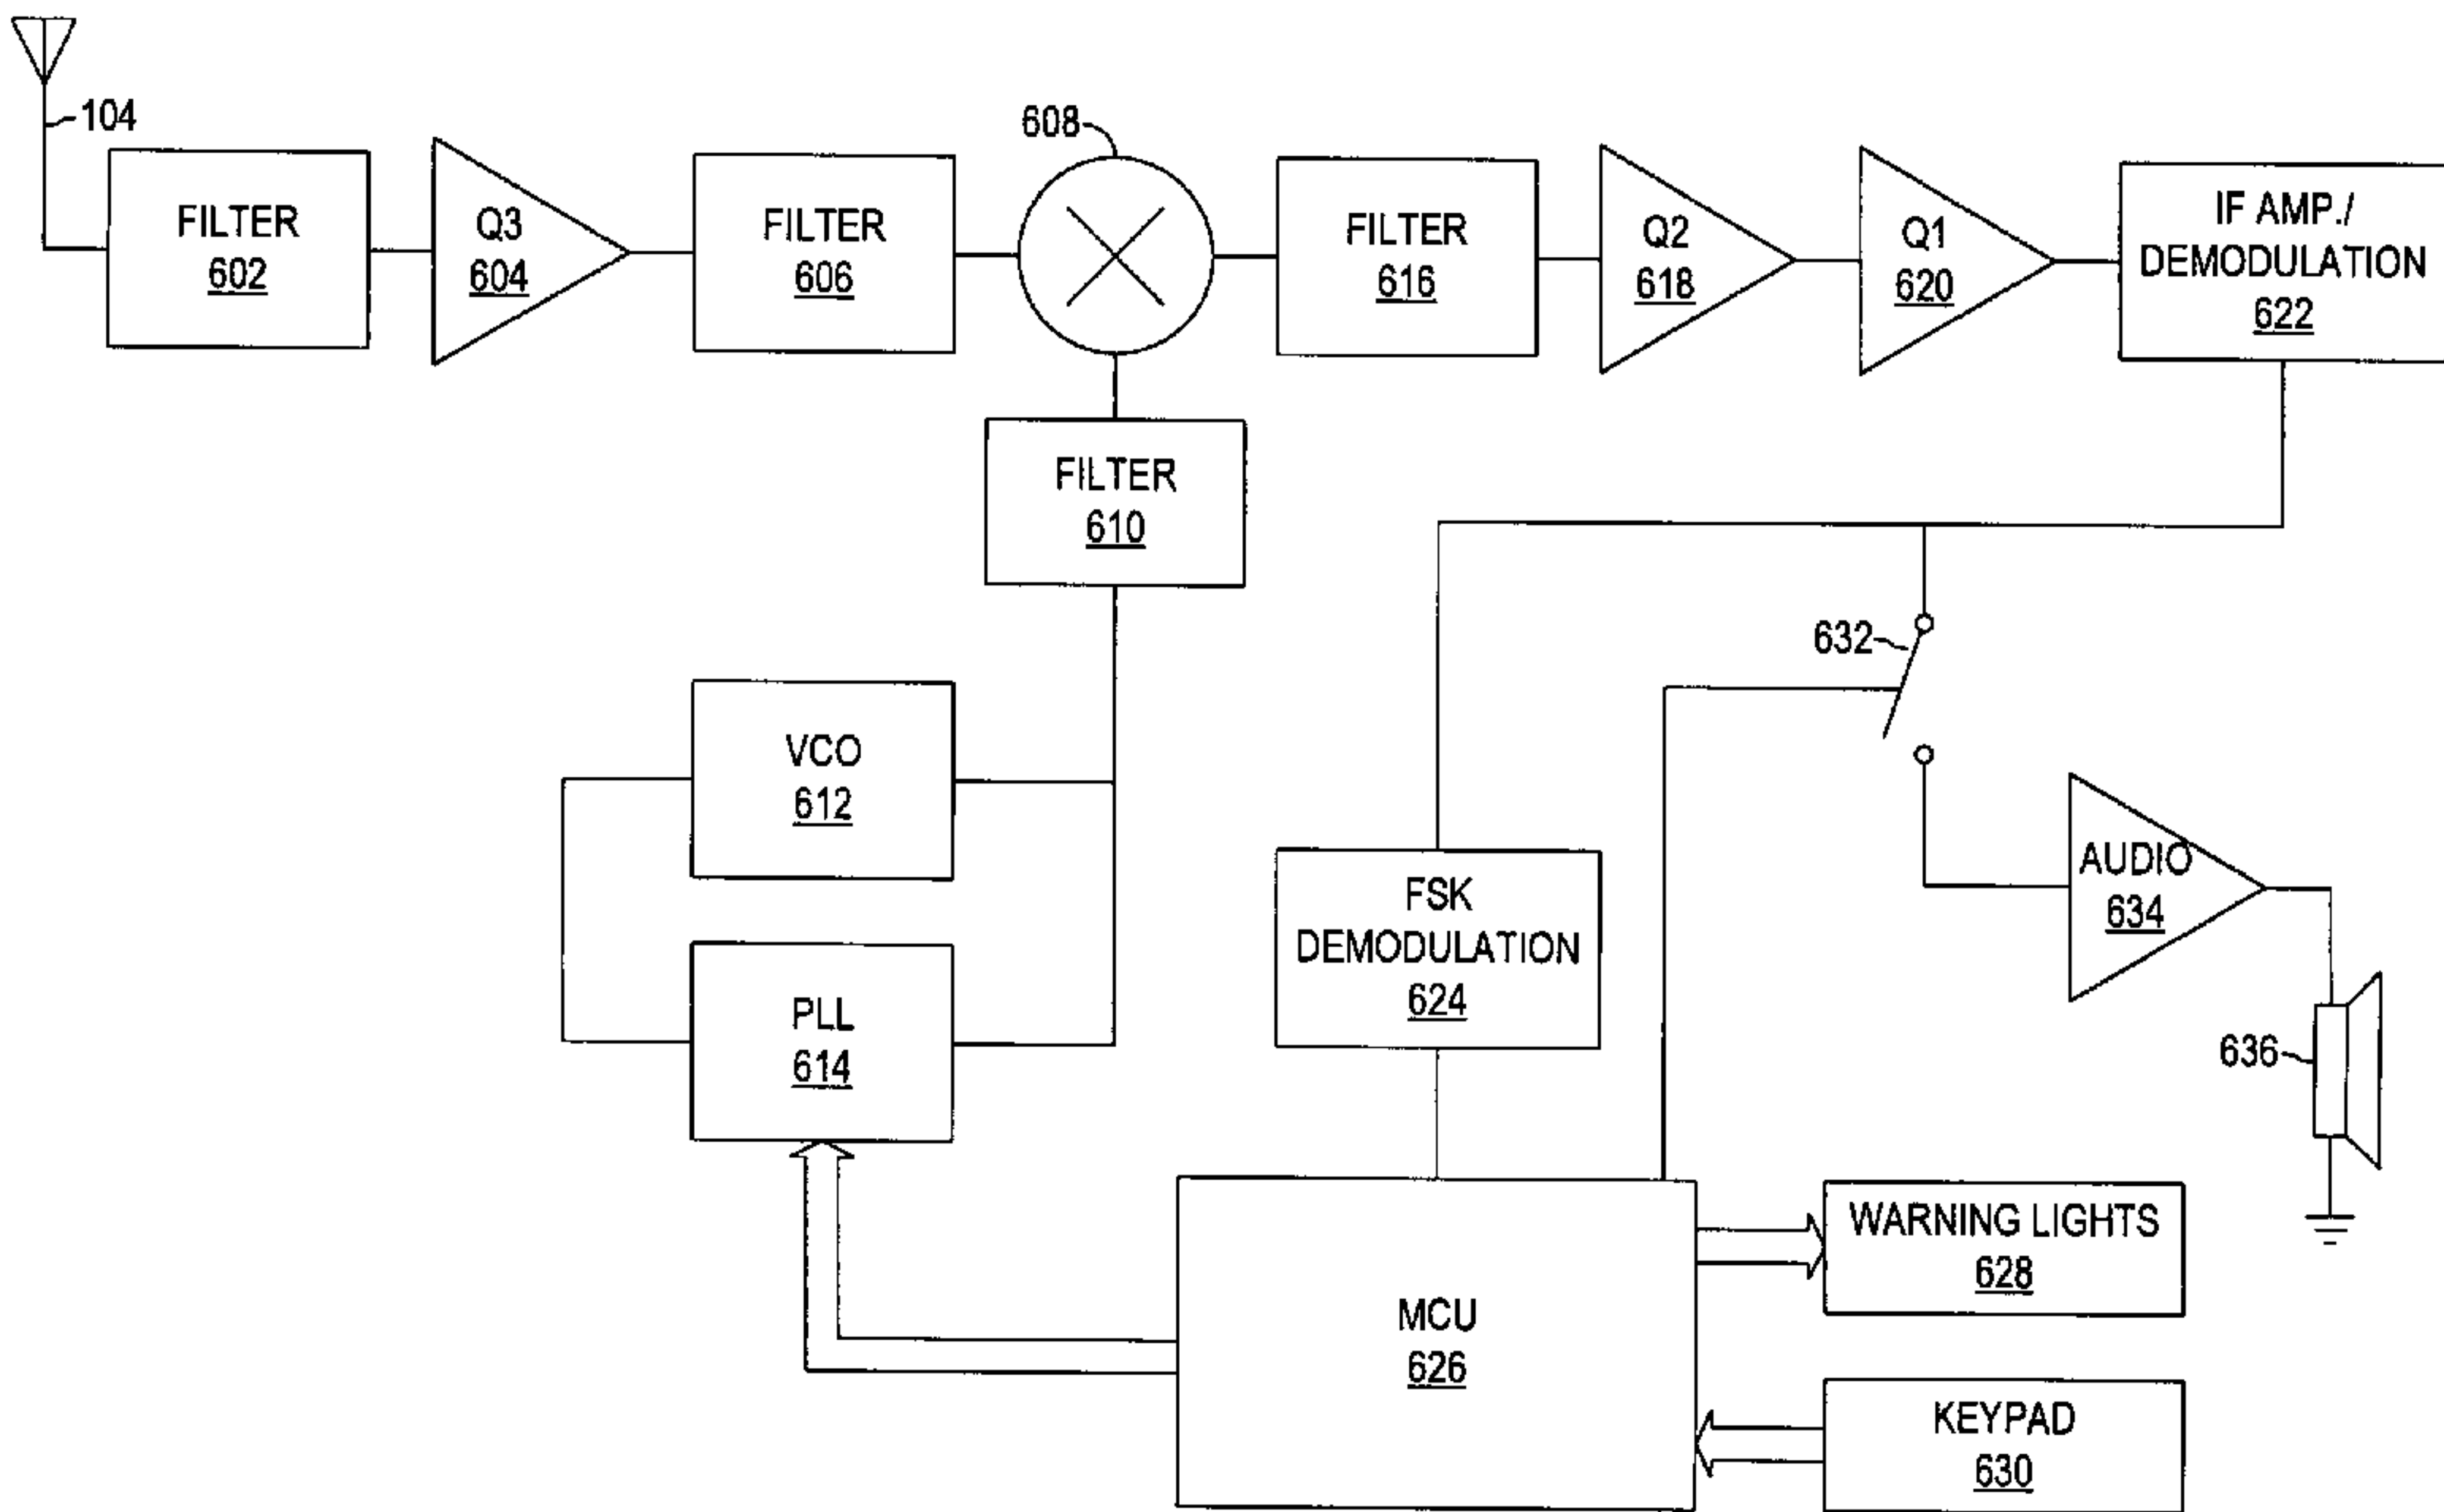 104
608
FILTER
602
Q3
604
FILTER
606
FILTER
616
Q2
618
Q1
620
IF AMP./
DEMODULATION
622
FILTER
610
632
VCO
612
AUDIO
634
FSK
DEMODULATION
624
PLL
614
636
WARNING LIGHTS
628
MCU
626
KEYPAD
630